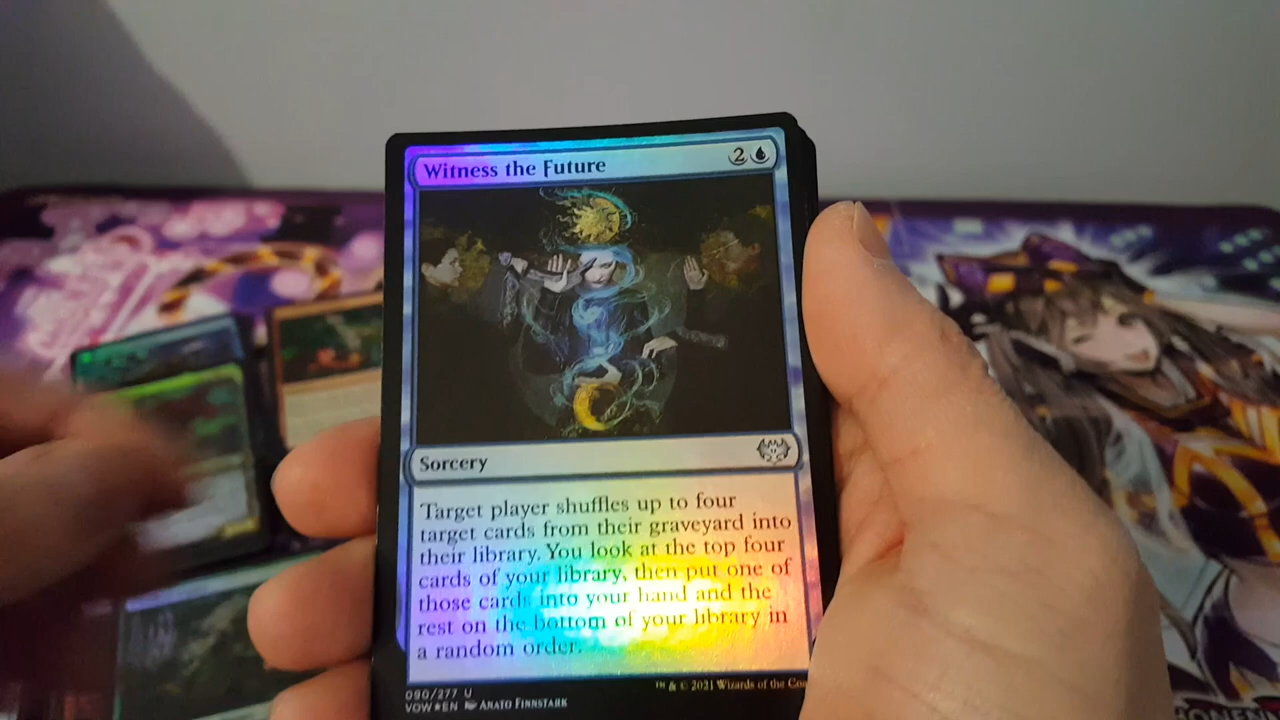 Witness the Future
2
Sorcery
Target player shuffles up to four
target cards from their graveyard into
their library. You look at the top four
cards of your library, then put one of
those cards into your hand and the
rest on the bottom of your library in
a random order.
090/277 U
VOW★EN Anato Finnstark
™ & © 2021 Wizards of the Coa